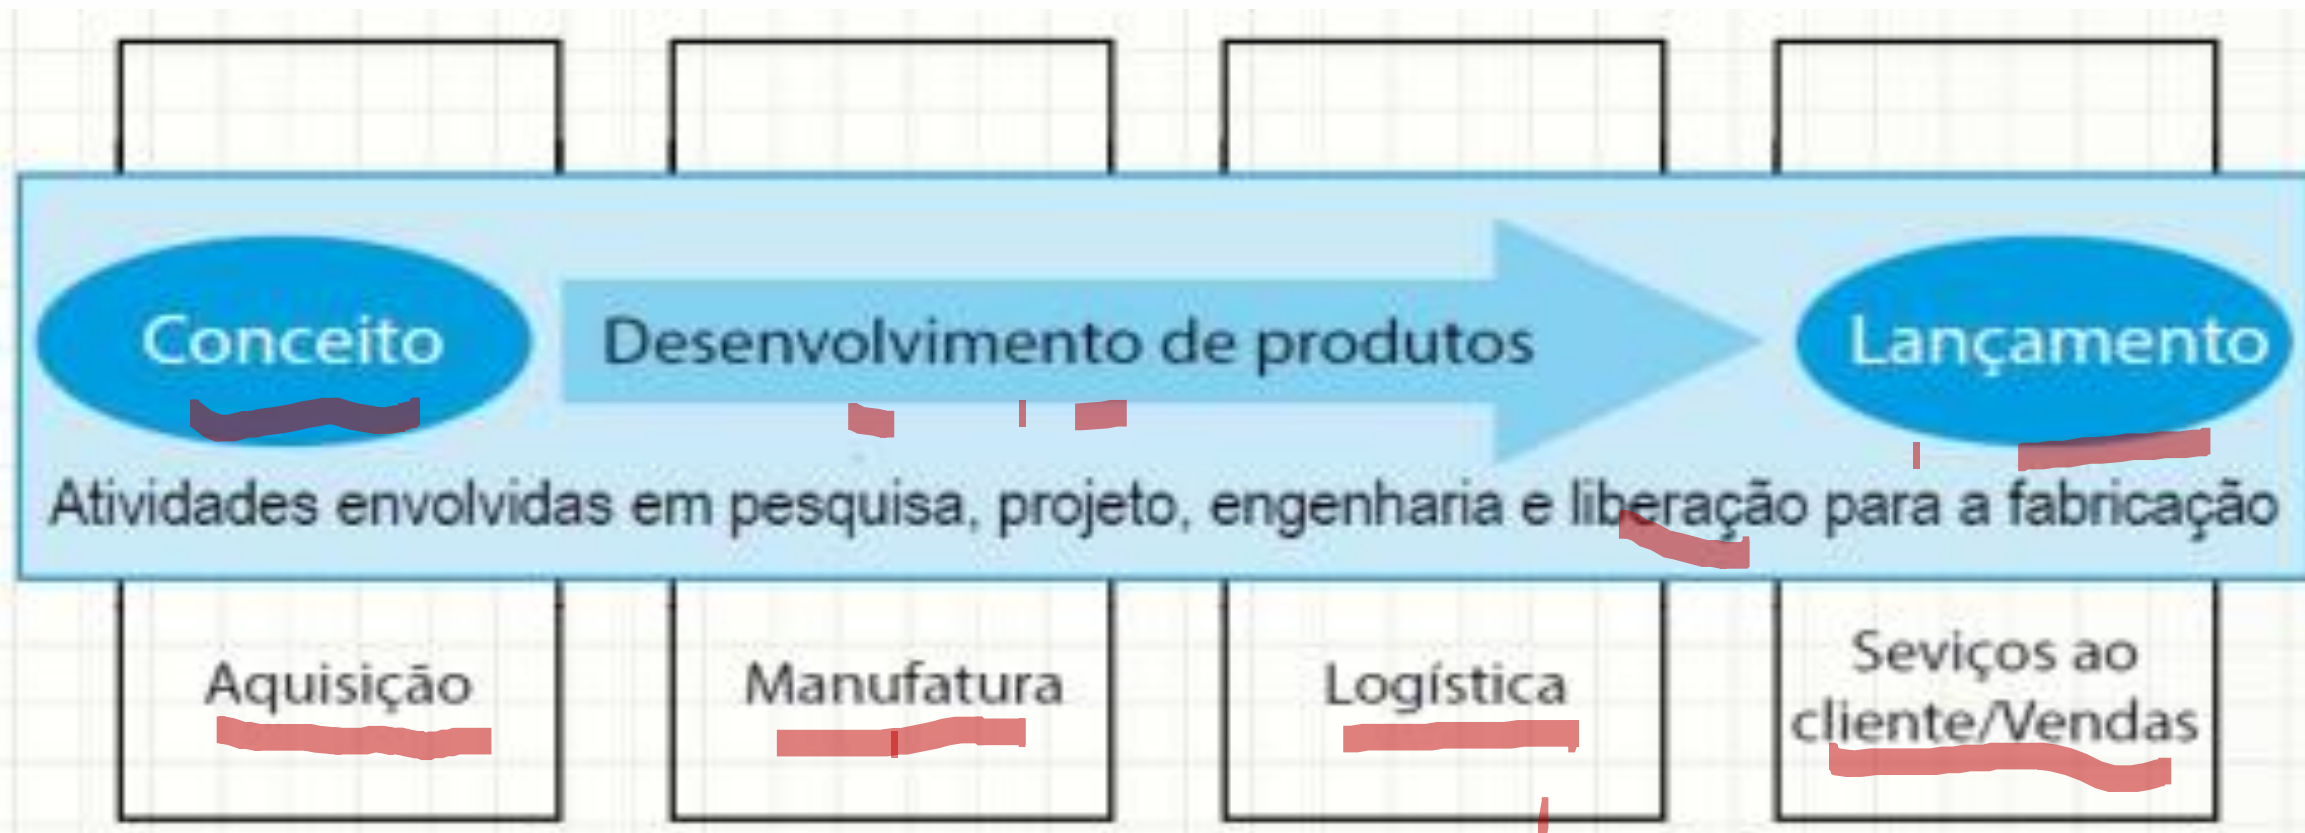 Conceito
Desenvolvimento de produtos
Lançamento
Atividades envolvidas em pesquisa, projeto, engenharia e liberação para a fabricação
Aquisição
Manufatura
Logística
Seviços ao
cliente/Vendas